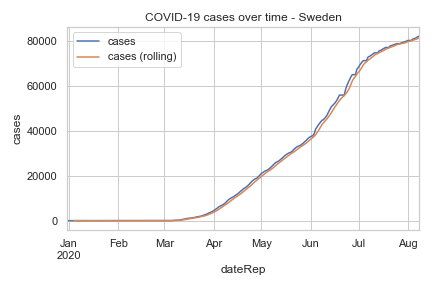 COVID-19 cases over time - Sweden
cases
cases (rolling)
80000
60000
40000
20000
0
cases
Jan Feb Mar Apr May Jun Jul Aug
2020
dateRep